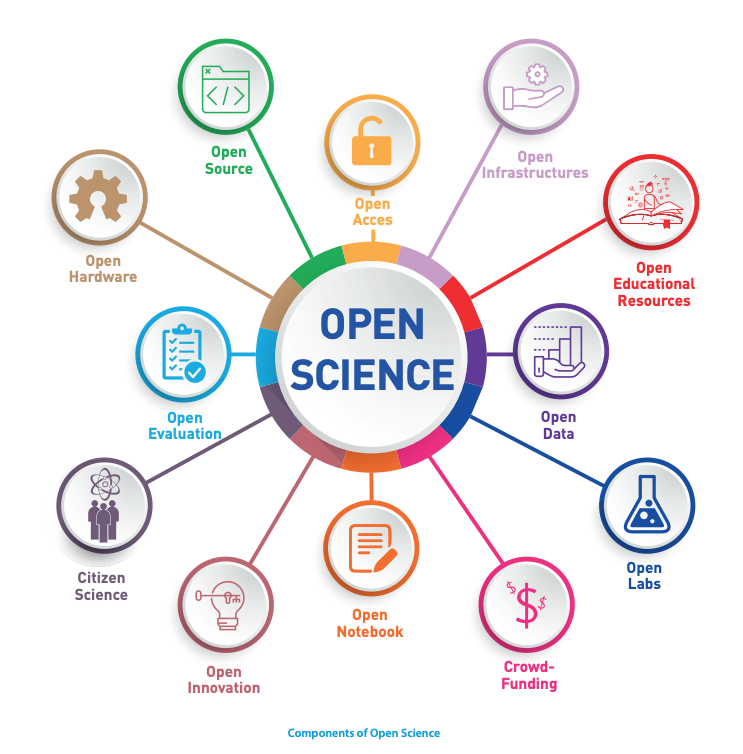 Open
Source
Open
Acces
Open
Infrastructures
Open
Hardware
Open
Educational
Resources
OPEN
SCIENCE
Open
Evaluation
Open
Data
Citizen
Science
Open
Labs
Open
Notebook
Open
Innovation
Crowd-
Funding
Components of Open Science